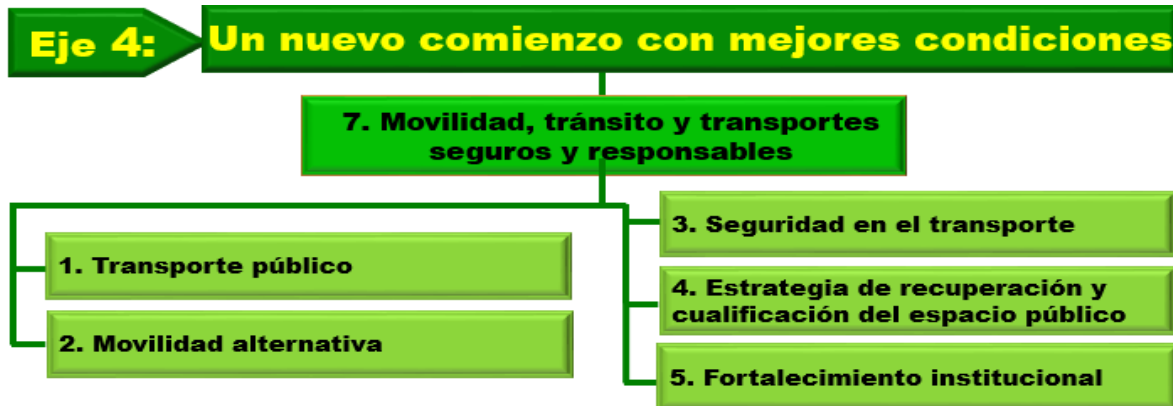 Eje 4:
Un nuevo comienzo con mejores condiciones
7. Movilidad, tránsito y transportes
seguros y responsables
1. Transporte público
2. Movilidad alternativa
3. Seguridad en el transporte
4. Estrategia de recuperación y
cualificación del espacio público
5. Fortalecimiento institucional